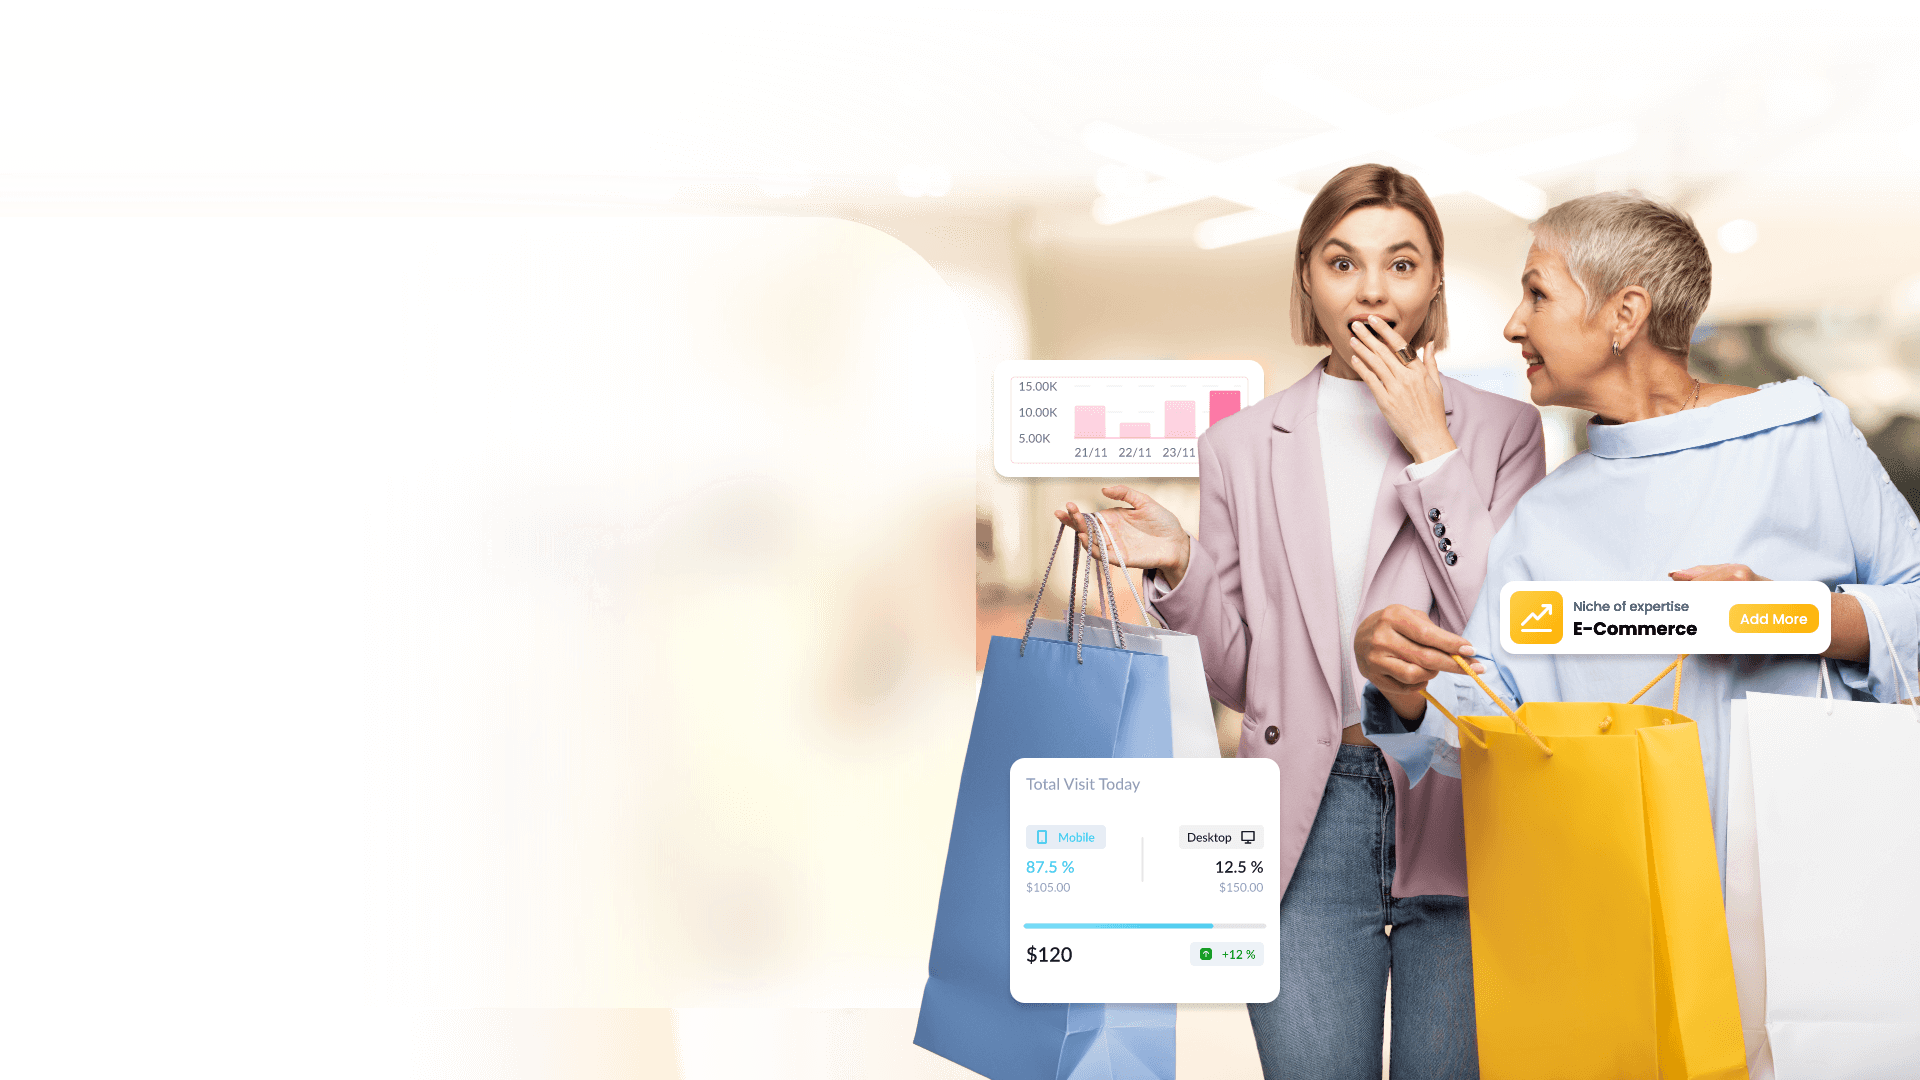 15.00K
10.00K
5.00K
21/11 22/11 23/11
Niche of expertise
E-Commerce
Add More
Total Visit Today
Mobile
Desktop
87.5 %
12.5 %
$105.00
$150.00
$120
+12 %